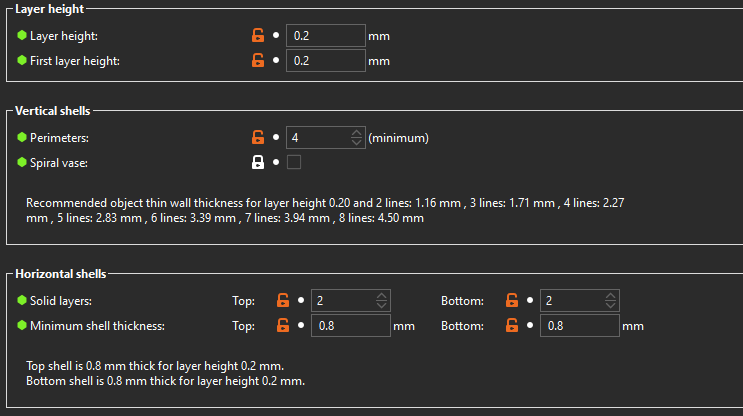 Layer height
Layer height: 0.2 mm
First layer height: 0.2 mm
Vertical shells
Perimeters: 4 (minimum)
Spiral vase:
Recommended object thin wall thickness for layer height 0.20 and 2 lines: 1.16 mm , 3 lines: 1.71 mm , 4 lines: 2.27
mm , 5 lines: 2.83 mm , 6 lines: 3.39 mm , 7 lines: 3.94 mm , 8 lines: 4.50 mm
Horizontal shells
Solid layers: Top: 2 Bottom: 2
Minimum shell thickness: Top: 0.8 mm Bottom: 0.8 mm
Top shell is 0.8 mm thick for layer height 0.2 mm.
Bottom shell is 0.8 mm thick for layer height 0.2 mm.